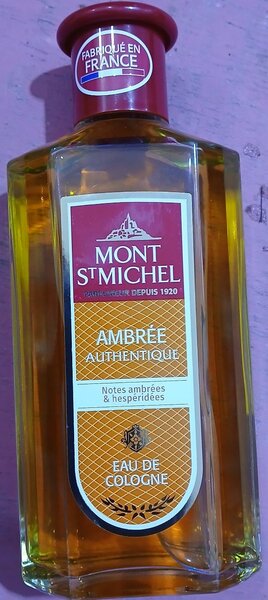 FABRIQUÉ EN
FRANCE
MONT
ST MICHEL
DEPUIS 1920
AMBRÉE
AUTHENTIQUE
Notes ambrées
& hespéridées
EAU DE
COLOGNE